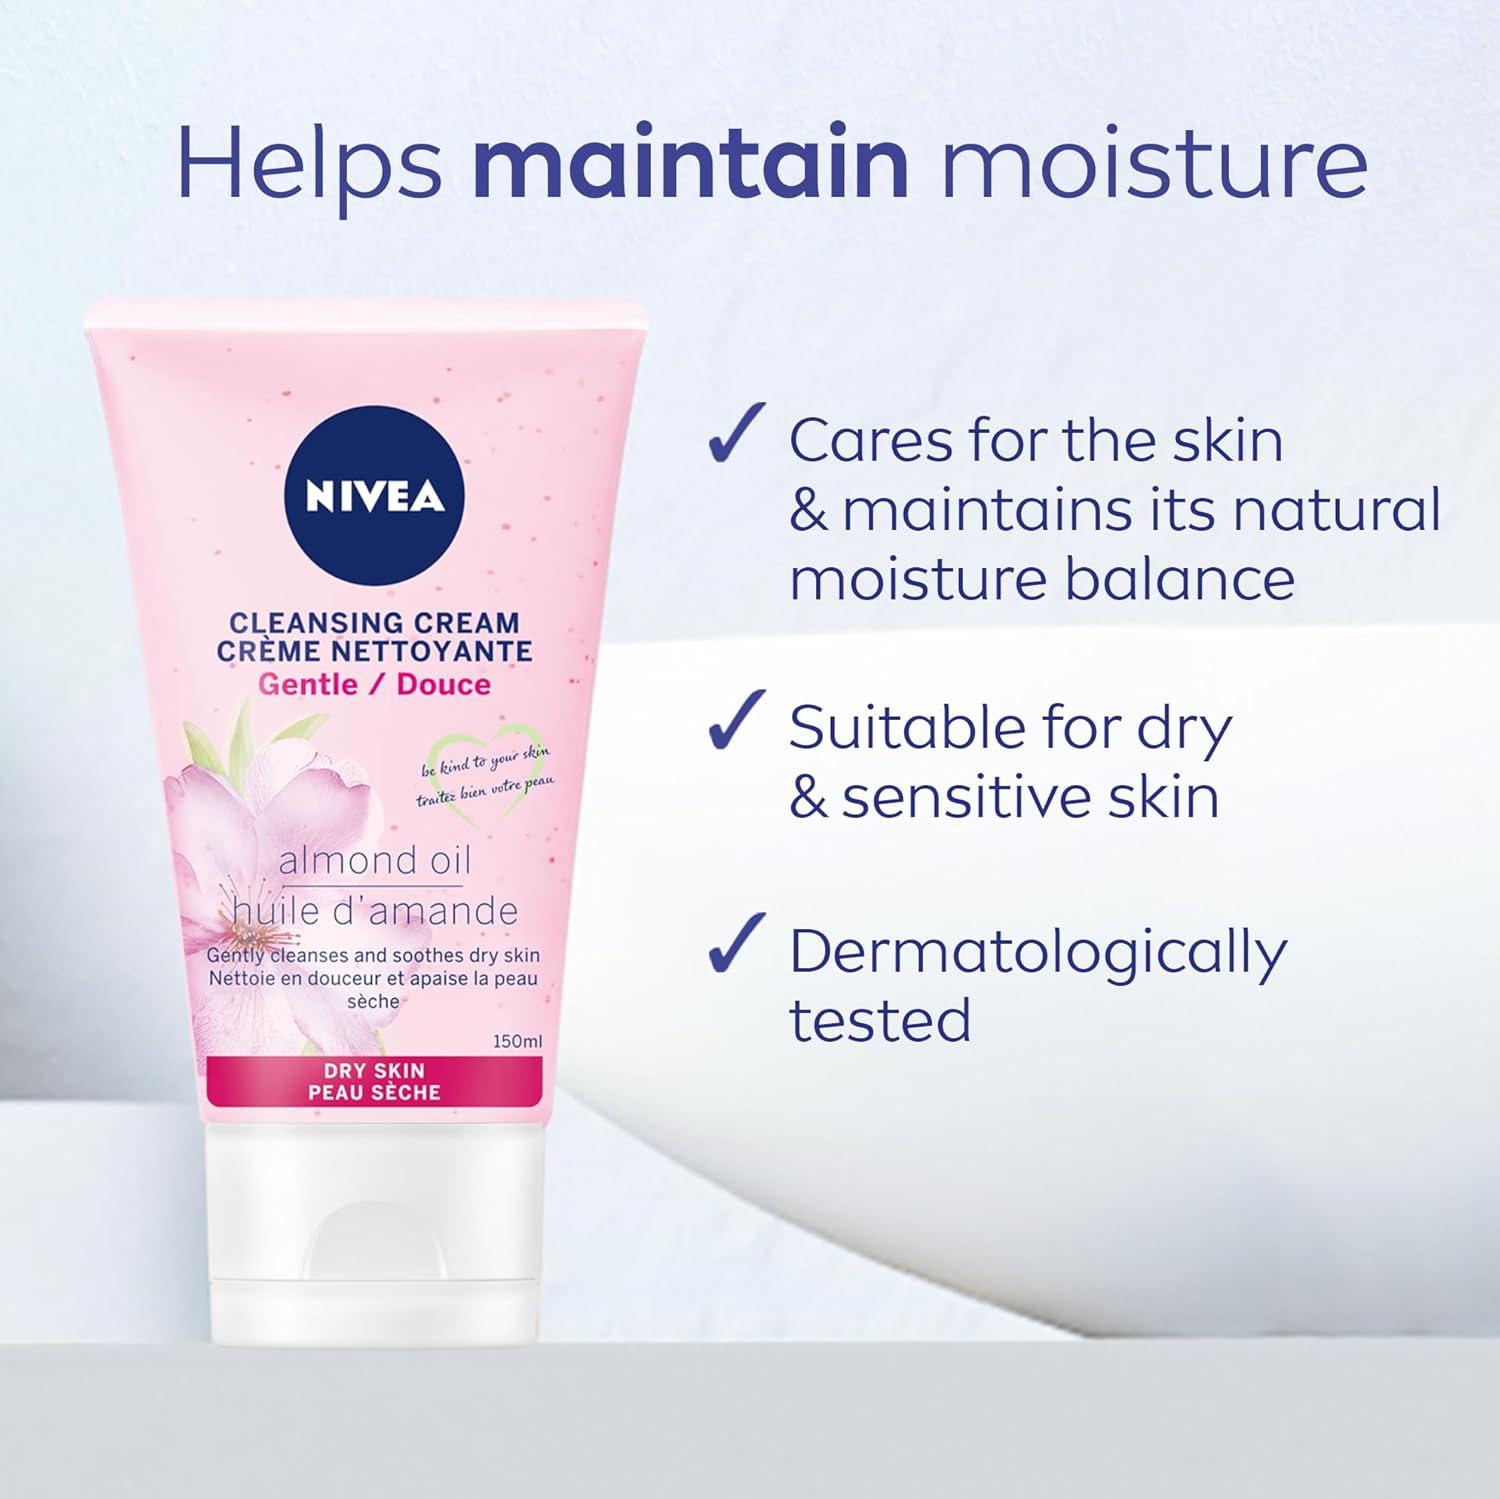 Helps maintain moisture
NIVEA
CLEANSING CREAM
CRÈME NETTOYANTE
Gentle / Douce
be kind to your skin
traitez bien votre peau
almond oil
huile d'amande
Gently cleanses and soothes dry skin
Nettoie en douceur et apaise la peau
sèche
150ml
DRY SKIN
PEAU SÈCHE
✓ Cares for the skin
& maintains its natural
moisture balance
✓ Suitable for dry
& sensitive skin
✓ Dermatologically
tested